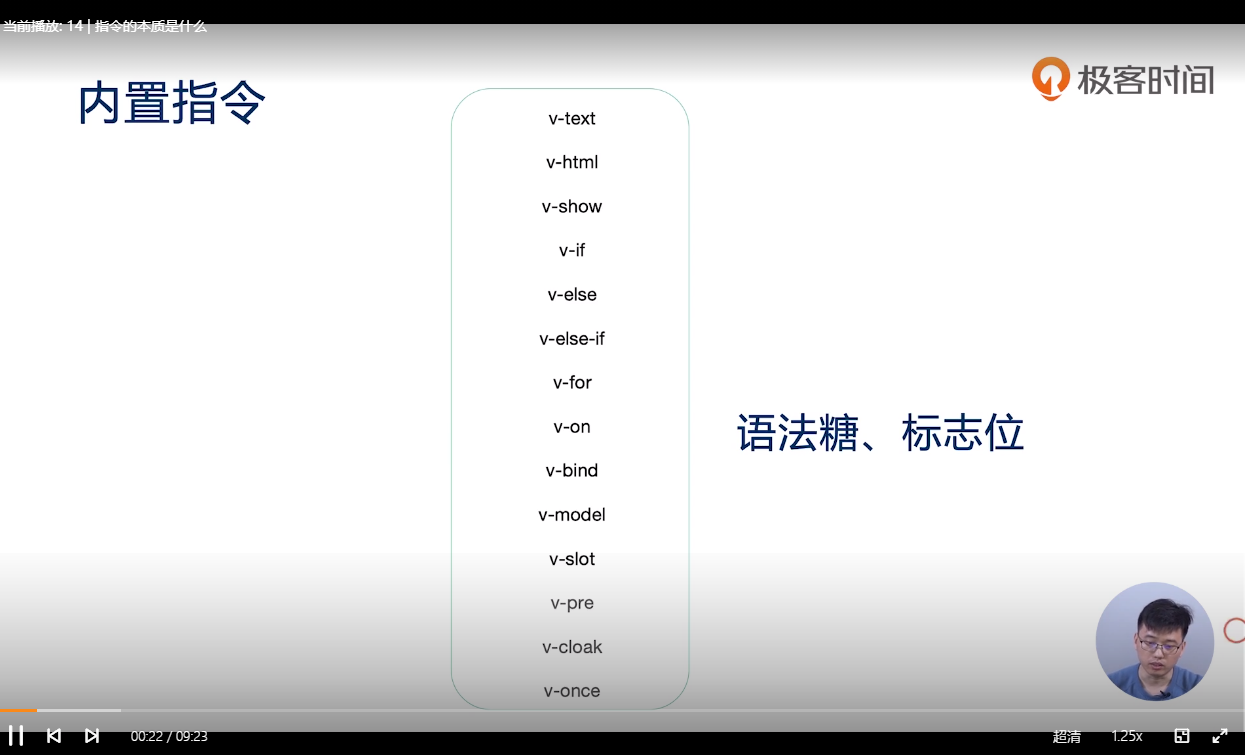 当前播放: 14 | 指令的本质是什么
极客时间
内置指令
v-text
v-html
v-show
v-if
v-else
v-else-if
v-for
v-on
语法糖、标志位
v-bind
v-model
v-slot
v-pre
v-cloak
v-once
00:22 / 09:23
超清
1.25x